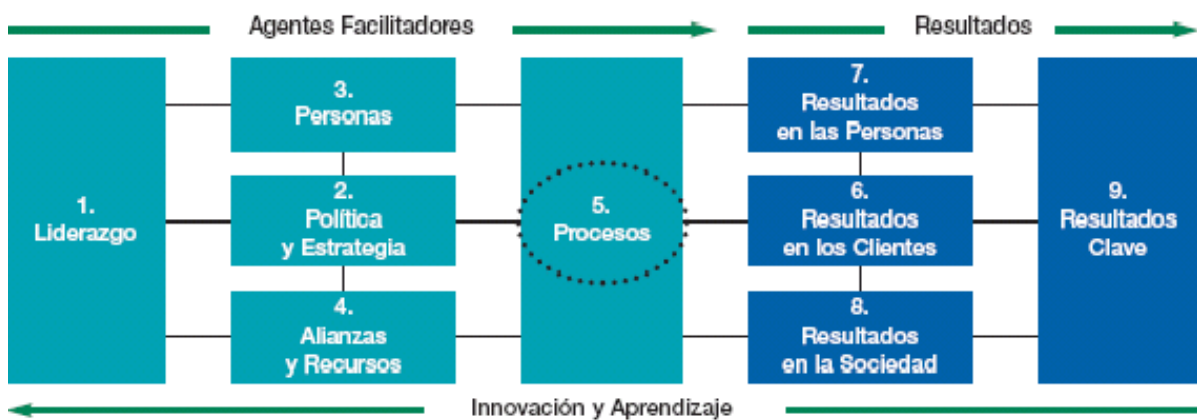 Agentes Facilitadores
Resultados
1.
Liderazgo
3.
Personas
2.
Política
y Estrategia
4.
Alianzas
y Recursos
5.
Procesos
7.
Resultados
en las Personas
6.
Resultados
en los Clientes
8.
Resultados
en la Sociedad
9.
Resultados
Clave
Innovación y Aprendizaje